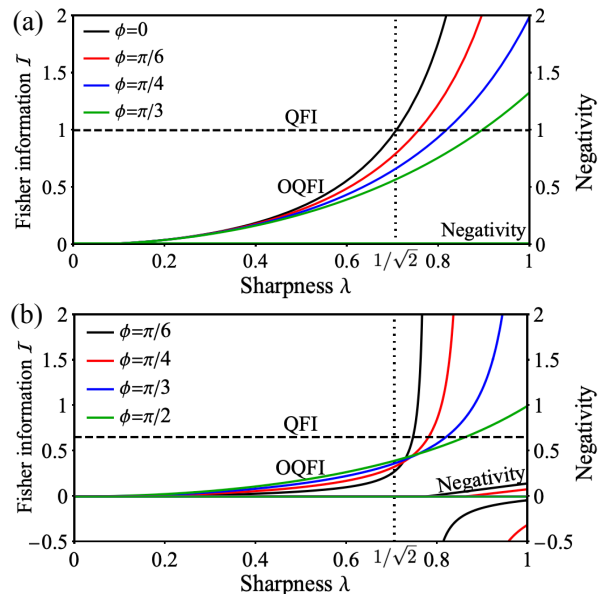 (a)
ϕ=0
ϕ=π/6
ϕ=π/4
ϕ=π/3
QFI
OQFI
Negativity
Fisher information I
Negativity
2
1.5
1
0.5
0
2
1.5
1
0.5
0
0 0.2 0.4 0.6 1/√2 0.8 1
Sharpness λ
(b)
ϕ=π/6
ϕ=π/4
ϕ=π/3
ϕ=π/2
QFI
OQFI
Negativity
Fisher information I
Negativity
2
1.5
1
0.5
0
−0.5
2
1.5
1
0.5
0
−0.5
0 0.2 0.4 0.6 1/√2 0.8 1
Sharpness λ